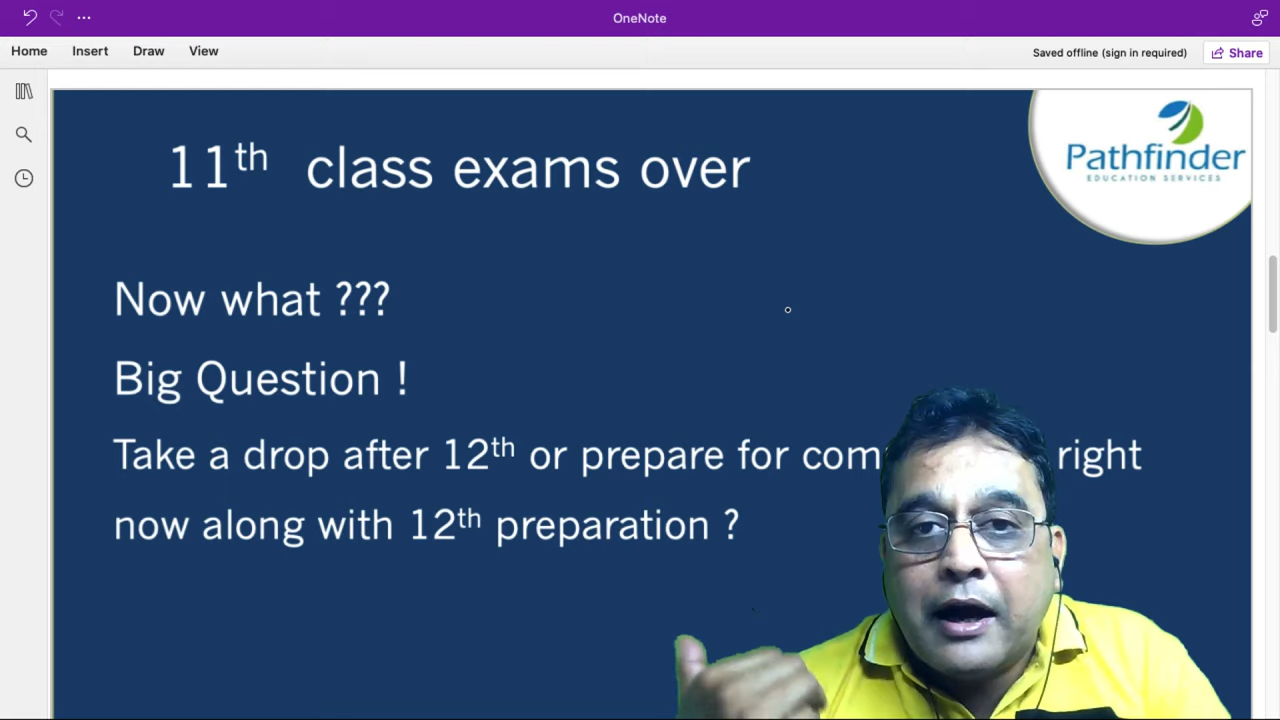 OneNote
Home Insert Draw View Saved offline (sign in required) Share
Pathfinder
EDUCATION SERVICES
11th class exams over
Now what ???
Big Question !
Take a drop after 12th or prepare for right
now along with 12th preparation ?